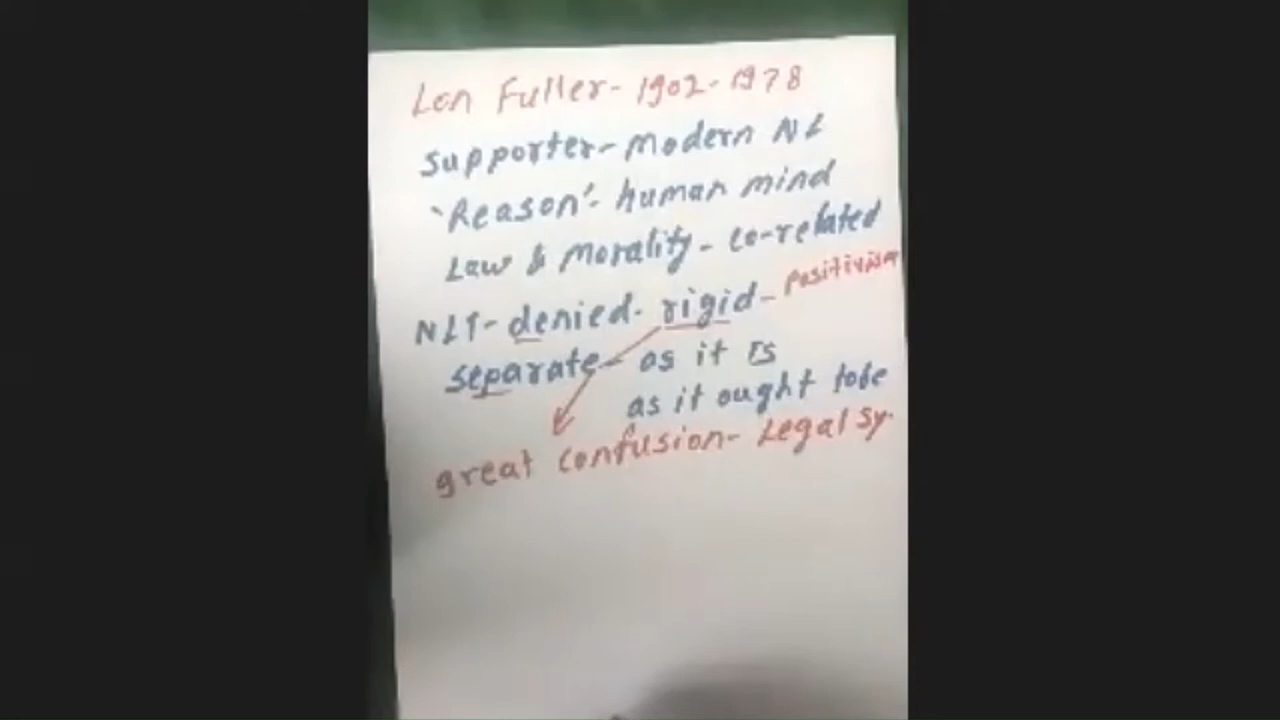 Lon Fuller- 1902-1978
supporter- modern NL
'Reason'- human mind
Law & Morality- co-related
NLT- denied- rigid- positivism
separate- as it is
as it ought tobe
great confusion- Legal sy.